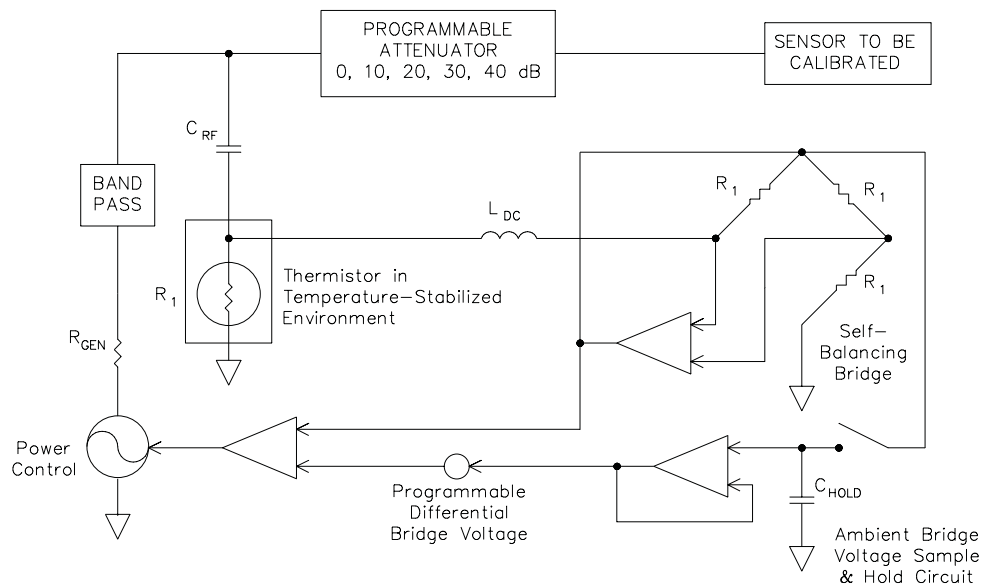 PROGRAMMABLE
ATTENUATOR
0, 10, 20, 30, 40 dB
SENSOR TO BE
CALIBRATED
C RF
BAND
PASS
R 1
R 1
L DC
R 1
Thermistor in
Temperature-Stabilized
Environment
R 1
R GEN
Self-
Balancing
Bridge
Power
Control
Programmable
Differential
Bridge Voltage
C HOLD
Ambient Bridge
Voltage Sample
& Hold Circuit